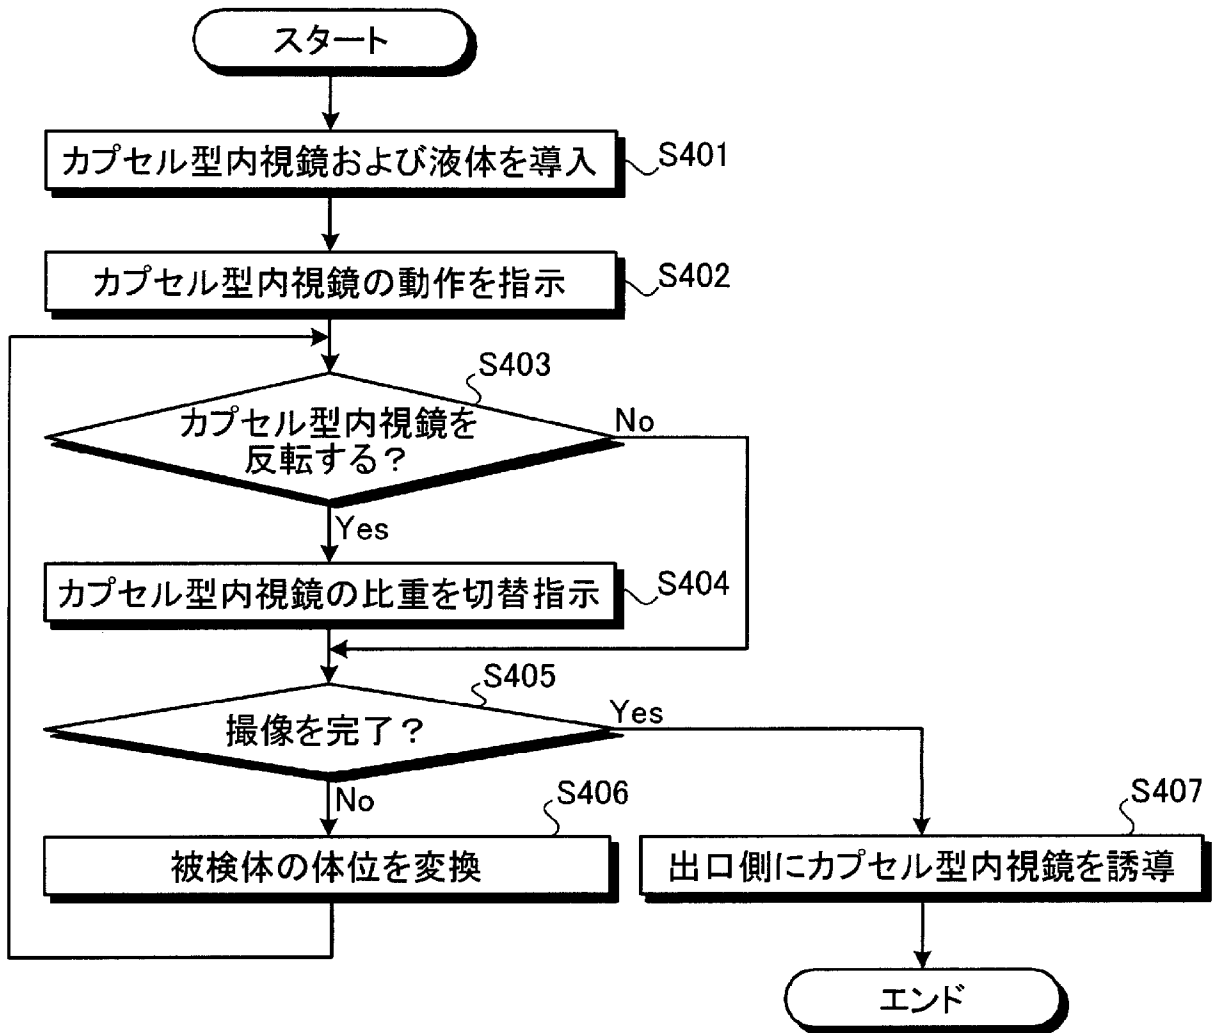 スタート
カプセル型内視鏡および液体を導入
S401
カプセル型内視鏡の動作を指示
S402
S403
カプセル型内視鏡を
反転する？
No
Yes
カプセル型内視鏡の比重を切替指示
S404
S405
撮像を完了？
Yes
No
S406
被検体の体位を変換
S407
出口側にカプセル型内視鏡を誘導
エンド